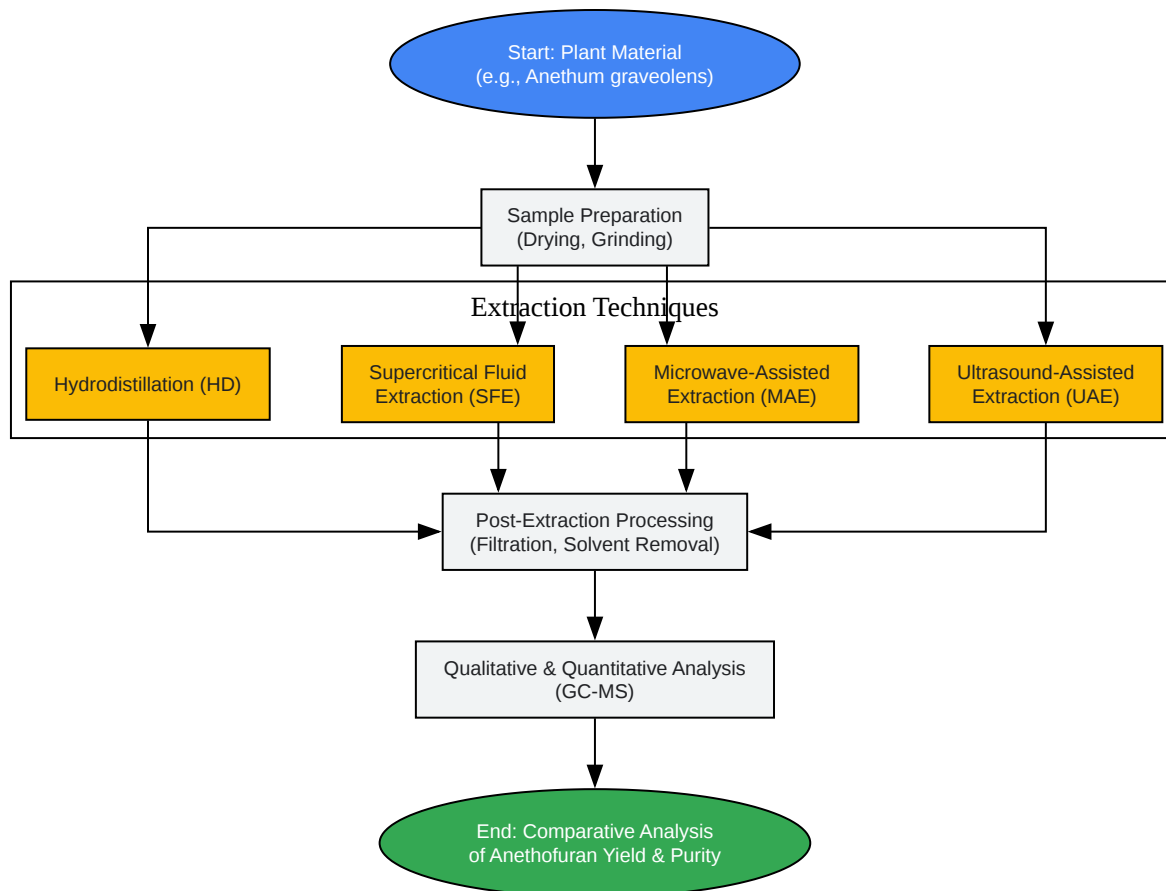 Start: Plant Material
(e.g., Anethum graveolens)
Sample Preparation
(Drying, Grinding)
Extraction Techniques
Hydrodistillation (HD)
Supercritical Fluid
Extraction (SFE)
Microwave-Assisted
Extraction (MAE)
Ultrasound-Assisted
Extraction (UAE)
Post-Extraction Processing
(Filtration, Solvent Removal)
Qualitative & Quantitative Analysis
(GC-MS)
End: Comparative Analysis
of Anethofuran Yield & Purity